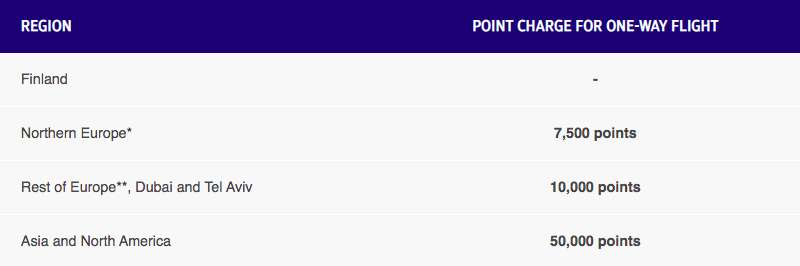 REGION POINT CHARGE FOR ONE-WAY FLIGHT
Finland -
Northern Europe* 7,500 points
Rest of Europe**, Dubai and Tel Aviv 10,000 points
Asia and North America 50,000 points